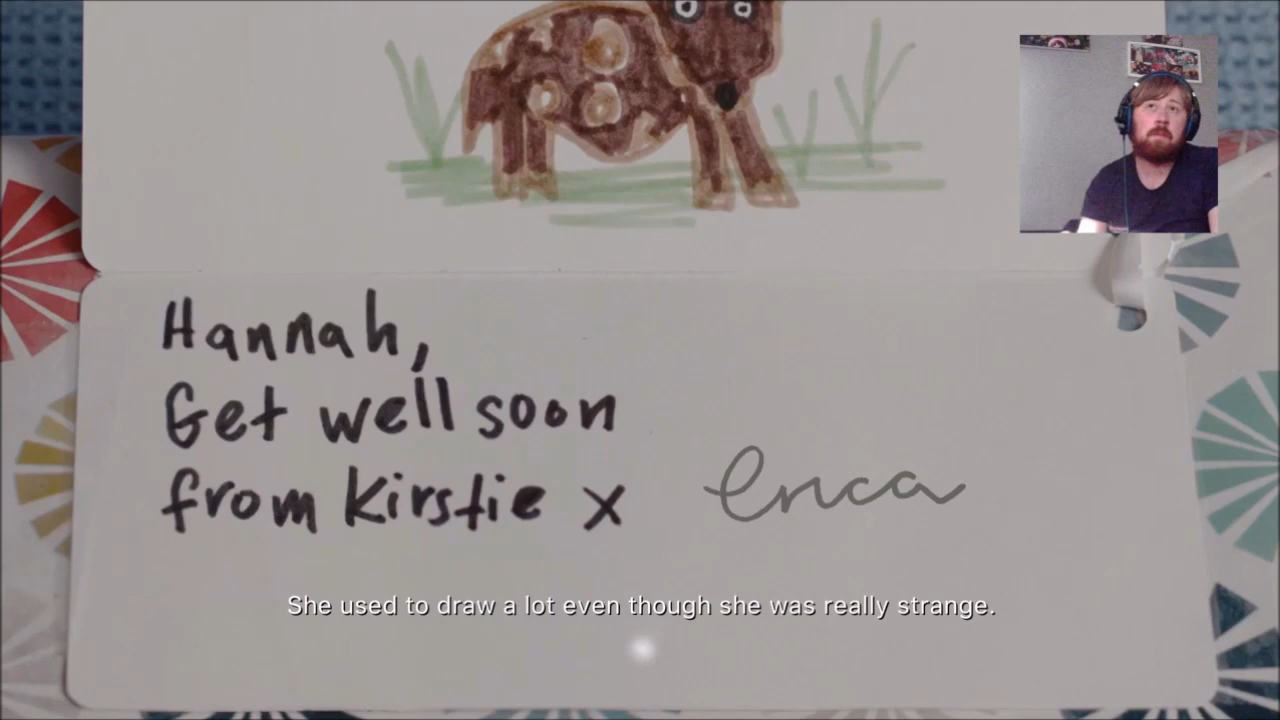 Hannah,
Get well soon
from Kirstie x
erica
She used to draw a lot even though she was really strange.